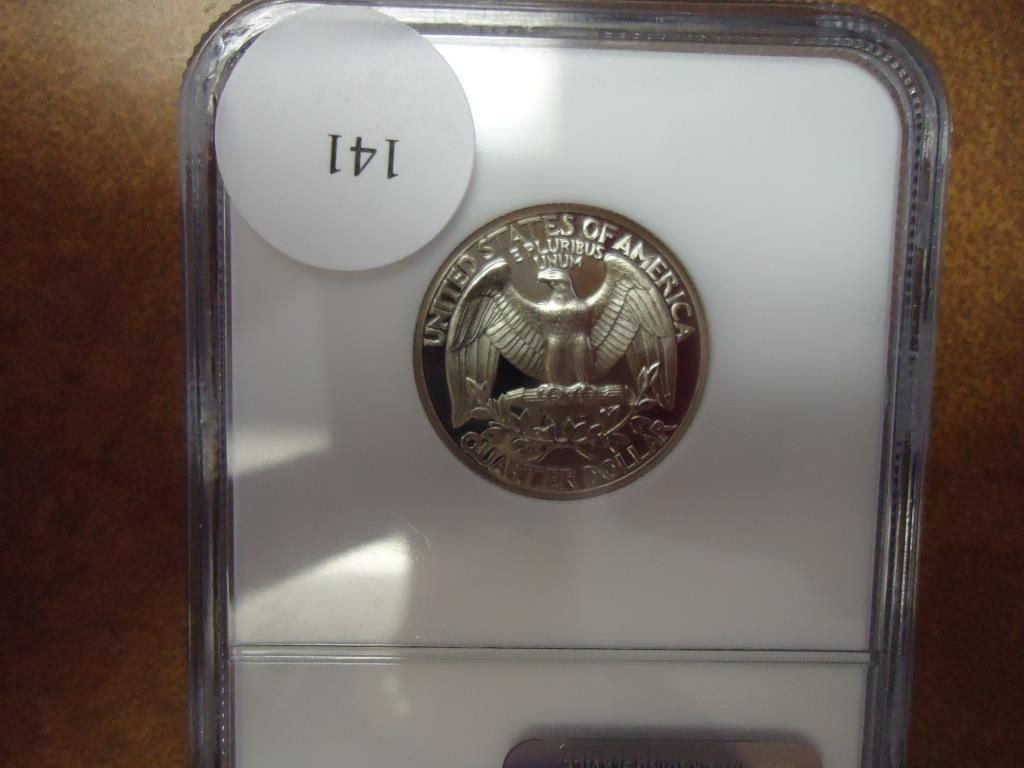 141
UNITED STATES OF AMERICA
E PLURIBUS
UNUM
QUARTER DOLLAR